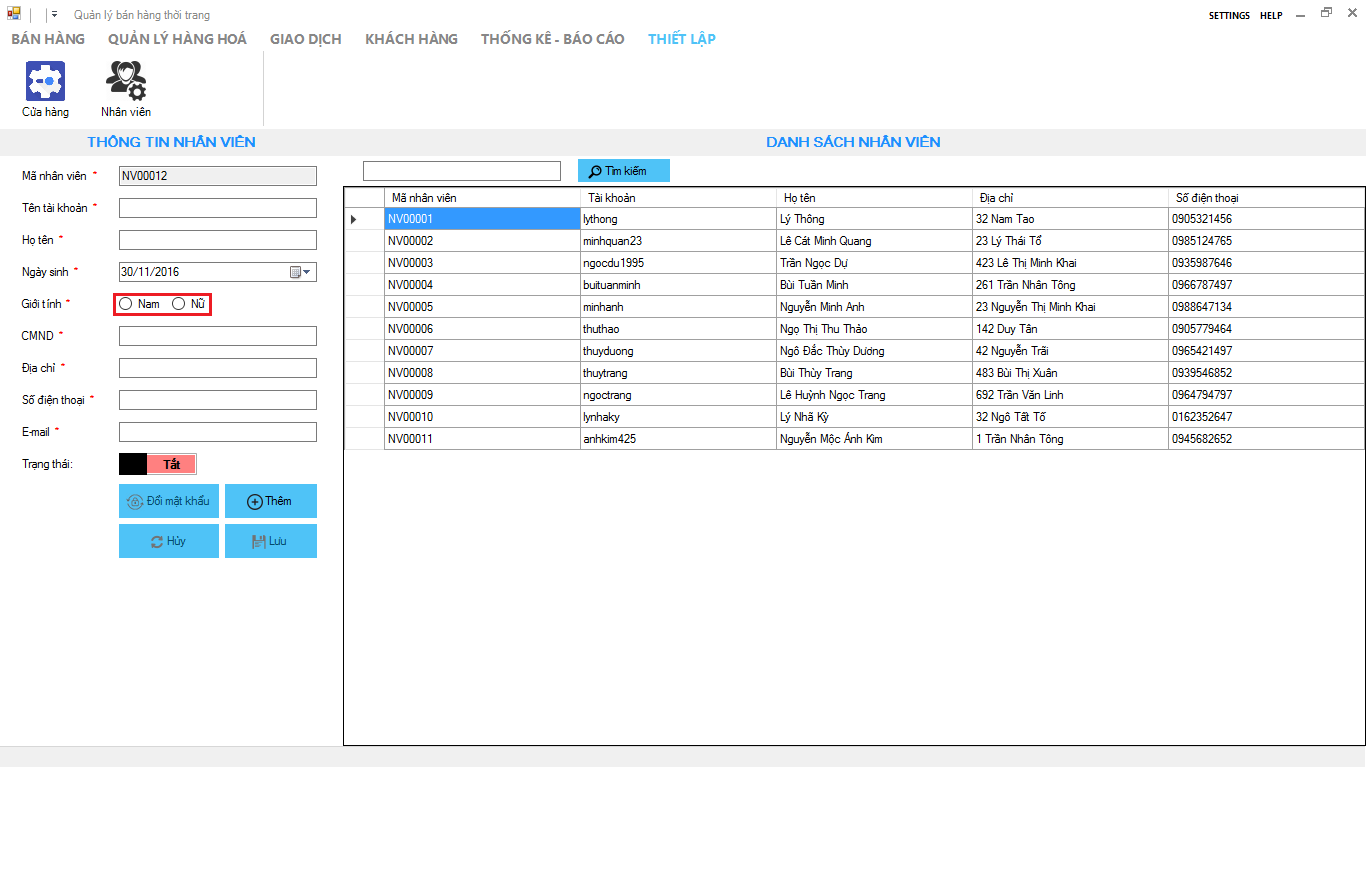 Quản lý bán hàng thời trang
SETTINGS HELP
BÁN HÀNG QUẢN LÝ HÀNG HOÁ GIAO DỊCH KHÁCH HÀNG THỐNG KÊ - BÁO CÁO THIẾT LẬP
Cửa hàng Nhân viên
THÔNG TIN NHÂN VIÊN
Mã nhân viên * NV00012
Tên tài khoản *
Họ tên *
Ngày sinh * 30/11/2016
Giới tính * Nam Nữ
CMND *
Địa chỉ *
Số điện thoại *
E-mail *
Trạng thái: Tắt
Đổi mật khẩu Thêm
Hủy Lưu
DANH SÁCH NHÂN VIÊN
Tìm kiếm
Mã nhân viên Tài khoản Họ tên Địa chỉ Số điện thoại
NV00001 lythong Lý Thông 32 Nam Tao 0905321456
NV00002 minhquan23 Lê Cát Minh Quang 23 Lý Thái Tổ 0985124765
NV00003 ngocdu1995 Trần Ngọc Dự 423 Lê Thị Minh Khai 0935987646
NV00004 buituanminh Bùi Tuần Minh 261 Trần Nhân Tông 0966787497
NV00005 minhanh Nguyễn Minh Anh 23 Nguyễn Thị Minh Khai 0988647134
NV00006 thuthao Ngọ Thị Thu Thảo 142 Duy Tân 0905779464
NV00007 thuyduong Ngô Đắc Thùy Dương 42 Nguyễn Trãi 0965421497
NV00008 thuytrang Bùi Thùy Trang 483 Bùi Thị Xuân 0939546852
NV00009 ngoctrang Lê Huỳnh Ngọc Trang 692 Trần Văn Linh 0964794797
NV00010 lynhaky Lý Nhã Kỳ 32 Ngô Tất Tố 0162352647
NV00011 anhkim425 Nguyễn Mộc Ánh Kim 1 Trần Nhân Tông 0945682652